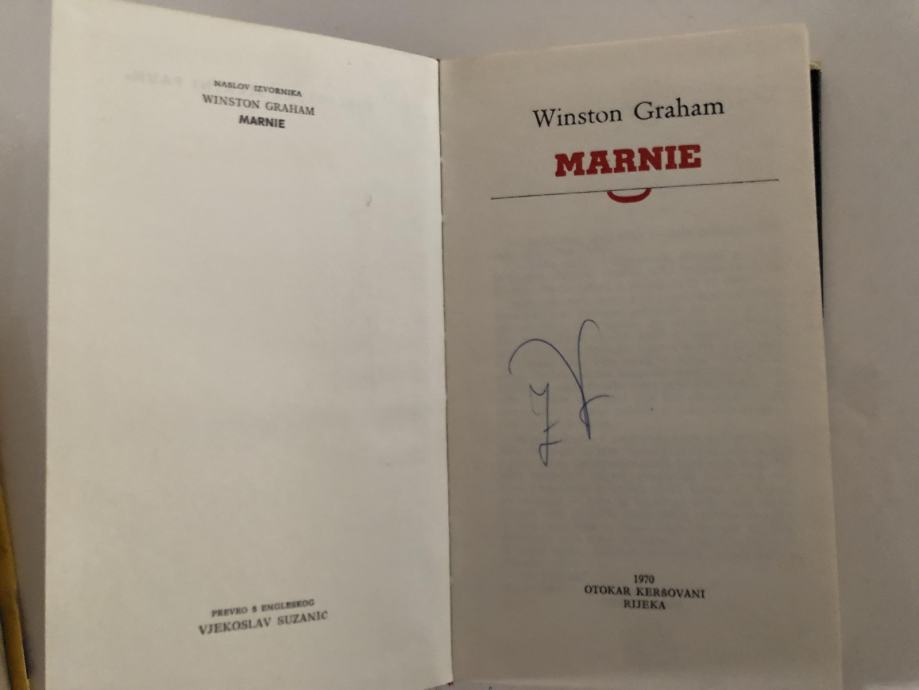 NASLOV IZVORNIKA
WINSTON GRAHAM
MARNIE
PREVEO S ENGLESKOG
VJEKOSLAV SUZANIĆ
Winston Graham
MARNIE
1970
OTOKAR KERŠOVANI
RIJEKA